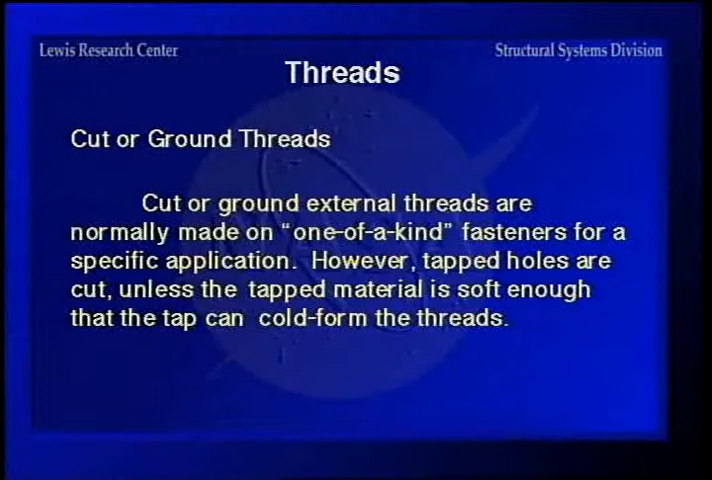 Lewis Research Center
Structural Systems Division
Threads
Cut or Ground Threads
Cut or ground external threads are
normally made on “one-of-a-kind” fasteners for a
specific application. However, tapped holes are
cut, unless the tapped material is soft enough
that the tap can cold-form the threads.